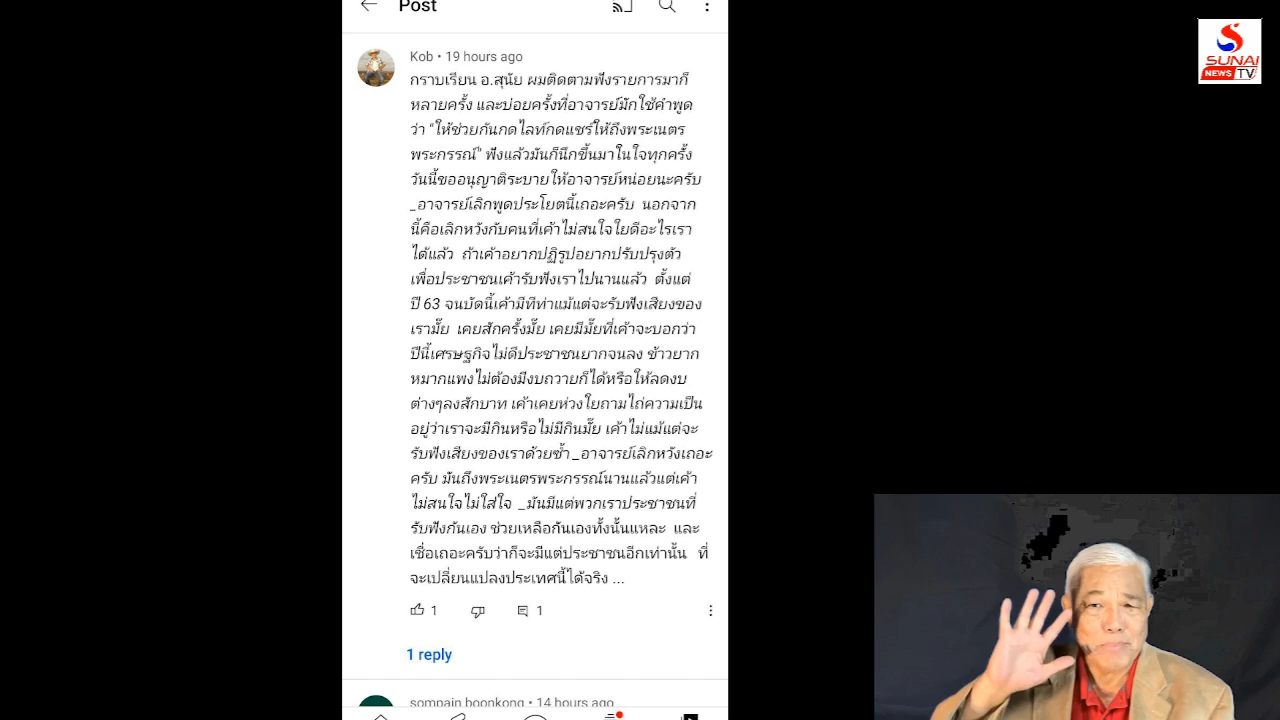 Post
Kob • 19 hours ago
กราบเรียน อ.สุนัย ผมติดตามฟังรายการมาก็
หลายครั้ง และบ่อยครั้งที่อาจารย์มักใช้คำพูด
ว่า "ให้ช่วยกันกดไลท์กดแชร์ให้ถึงพระเนตร
พระกรรณ์" ฟังแล้วมันก็นึกขึ้นมาในใจทุกครั้ง
วันนี้ขออนุญาติระบายให้อาจารย์หน่อยนะครับ
_อาจารย์เลิกพูดประโยตนี้เถอะครับ นอกจาก
นี้คือเลิกหวังกับคนที่เค้าไม่สนใจใยดีอะไรเรา
ได้แล้ว ถ้าเค้าอยากปฏิรูปอยากปรับปรุงตัว
เพื่อประชาชนเค้ารับฟังเราไปนานแล้ว ตั้งแต่
ปี 63 จนบัดนี้เค้ามีทีท่าแม้แต่จะรับฟังเสียงของ
เรามั๊ย เคยสักครั้งมั๊ย เคยมีมั๊ยที่เค้าจะบอกว่า
ปีนี้เศรษฐกิจไม่ดีประชาชนยากจนลง ข้าวยาก
หมากแพงไม่ต้องมีงบถวายก็ได้หรือให้ลดงบ
ต่างๆลงสักบาท เค้าเคยห่วงใยถามไถ่ความเป็น
อยู่ว่าเราจะมีกินหรือไม่มีกินมั๊ย เค้าไม่แม้แต่จะ
รับฟังเสียงของเราด้วยซ้ำ _อาจารย์เลิกหวังเถอะ
ครับ มันถึงพระเนตรพระกรรณ์นานแล้วแต่เค้า
ไม่สนใจไม่ใส่ใจ _มันมีแต่พวกเราประชาชนที่
รับฟังกันเอง ช่วยเหลือกันเองทั้งนั้นแหละ และ
เชื่อเถอะครับว่าก็จะมีแต่ประชาชนอีกเท่านั้น ที่
จะเปลี่ยนแปลงประเทศนี้ได้จริง ...
1 1
1 reply
sompain boonkong • 14 hours ago
SUNAI
NEWS TV